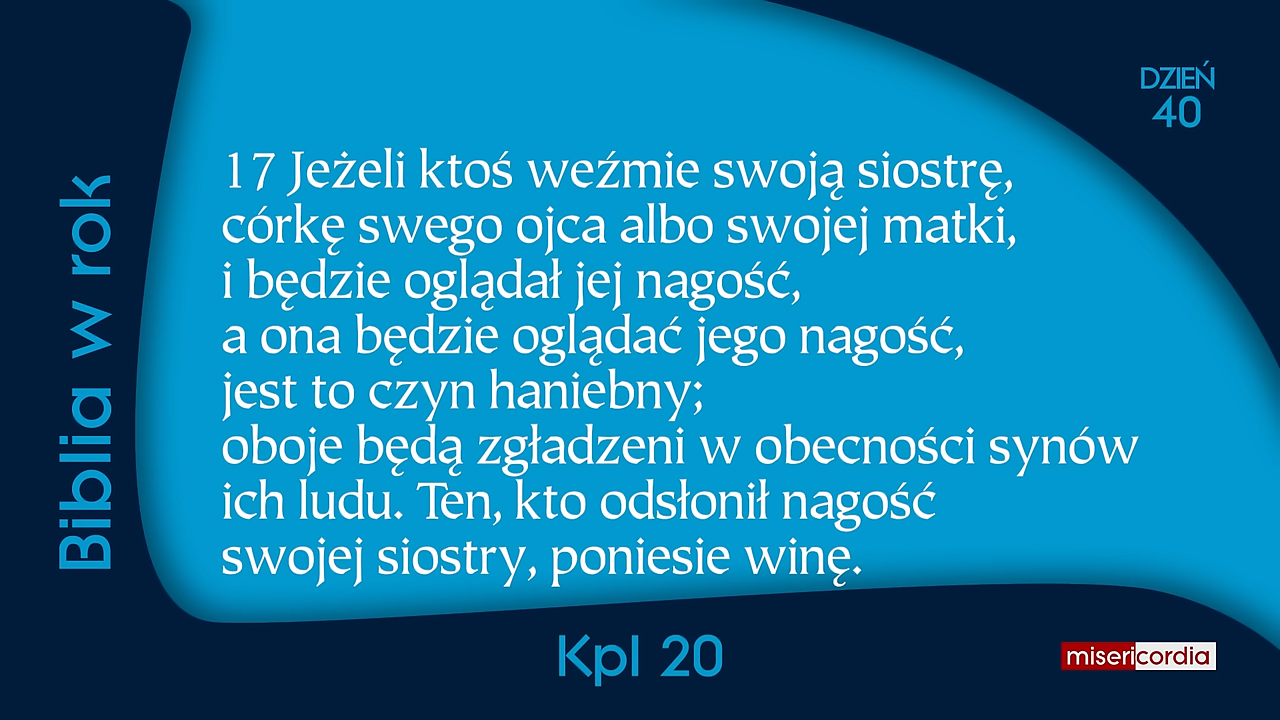 DZIEŃ
40
Biblia w rok
17 Jeżeli ktoś weźmie swoją siostrę,
córkę swego ojca albo swojej matki,
i będzie oglądał jej nagość,
a ona będzie oglądać jego nagość,
jest to czyn haniebny;
oboje będą zgładzeni w obecności synów
ich ludu. Ten, kto odsłonił nagość
swojej siostry, poniesie winę.
Kpl 20
misericordia